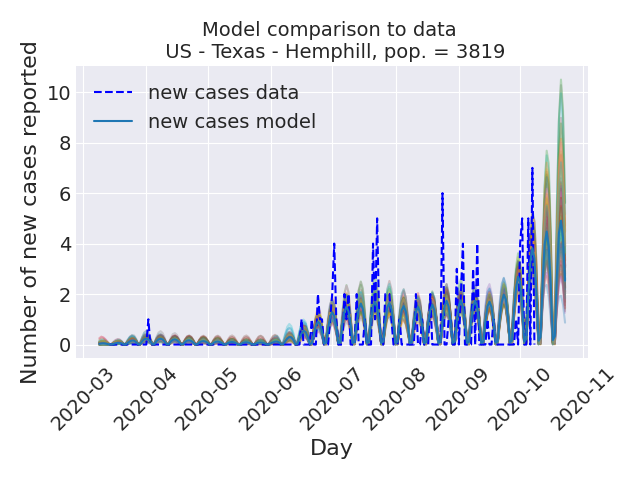 Model comparison to data
US - Texas - Hemphill, pop. = 3819
Number of new cases reported
10
8
6
4
2
0
new cases data
new cases model
2020-03
2020-04
2020-05
2020-06
2020-07
2020-08
2020-09
2020-10
2020-11
Day